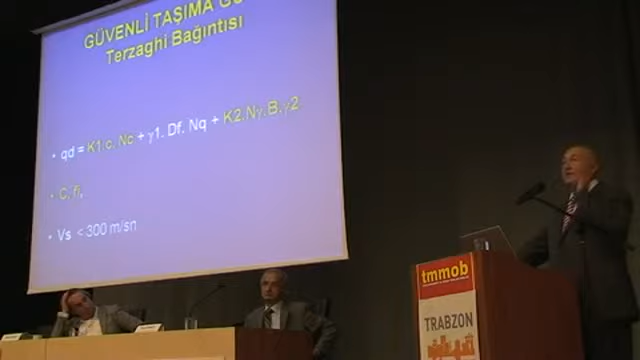 GÜVENLİ TAŞIMA
Terzaghi Bağıntısı
• qd = K1.c. Nc + γ1. Df. Nq + K2.Nγ.B.γ2
• C, fi,
• Vs < 300 m/sn
tmmob
TRABZON